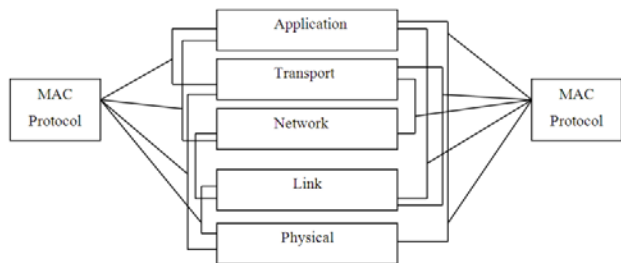 Application
Transport
MAC
Protocol
Network
MAC
Protocol
Link
Physical